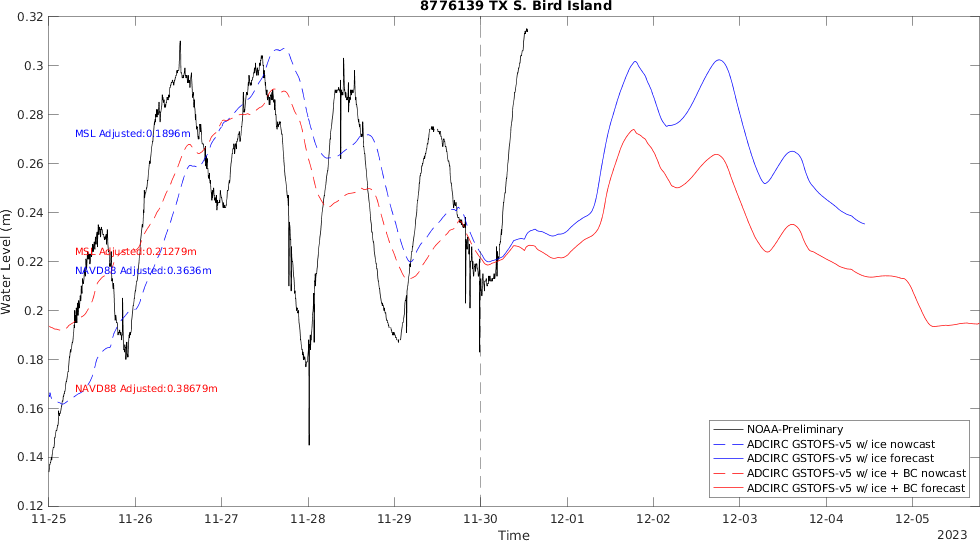 8776139 TX S. Bird Island
0.32
0.3
0.28
0.26
0.24
0.22
0.2
0.18
0.16
0.14
0.12
Water Level (m)
MSL Adjusted:0.1896m
MSL Adjusted:0.21279m
NAVD88 Adjusted:0.3636m
NAVD88 Adjusted:0.38679m
NOAA-Preliminary
ADCIRC GSTOFS-v5 w/ ice nowcast
ADCIRC GSTOFS-v5 w/ ice forecast
ADCIRC GSTOFS-v5 w/ ice + BC nowcast
ADCIRC GSTOFS-v5 w/ ice + BC forecast
11-25 11-26 11-27 11-28 11-29 11-30 12-01 12-02 12-03 12-04 12-05
Time
2023